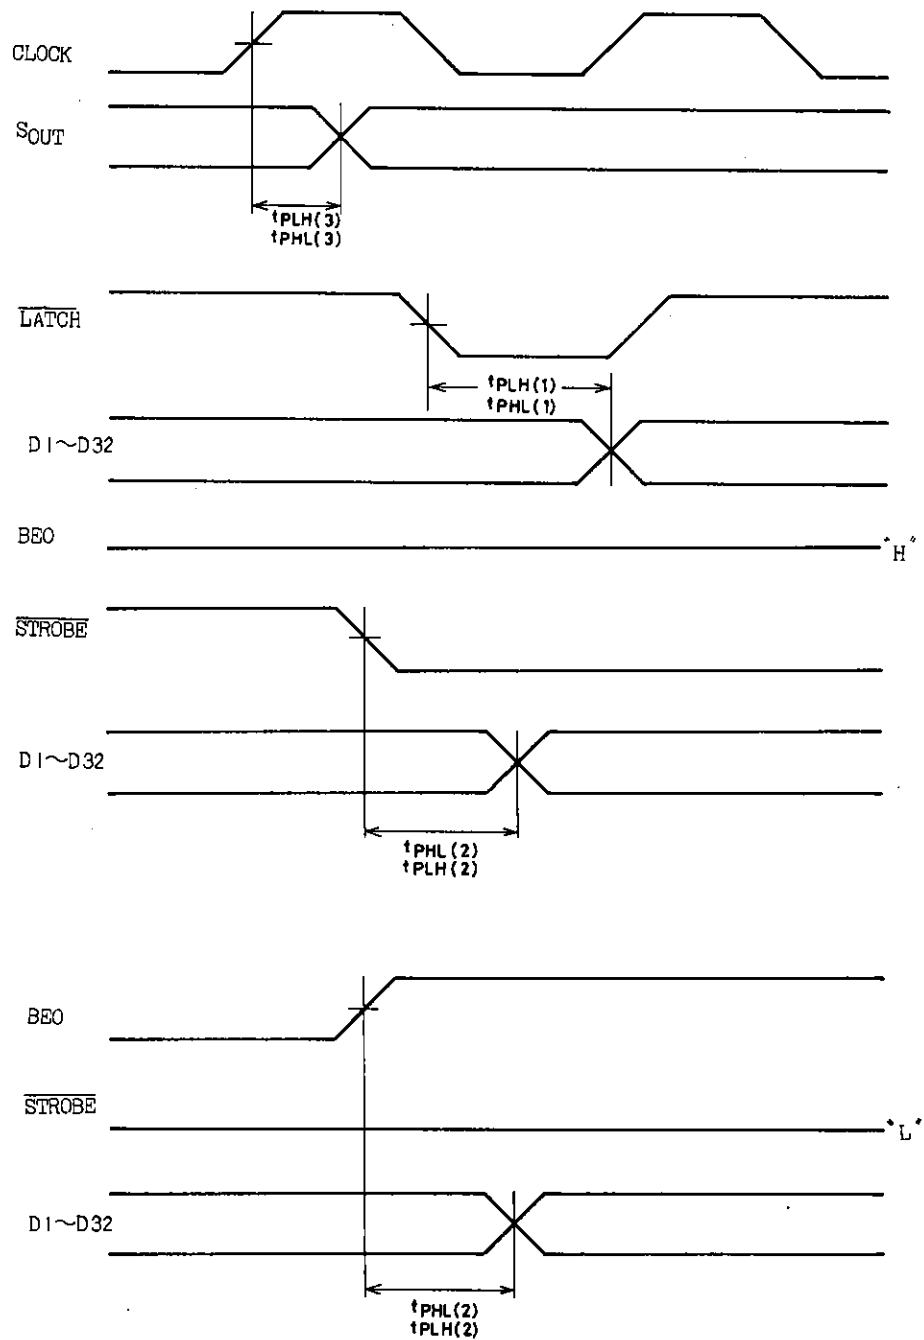 CLOCK
SOUT
tPLH(3)
tPHL(3)
LATCH
tPLH(1)
tPHL(1)
D1~D32
BEO
"H"
STROBE
D1~D32
tPHL(2)
tPLH(2)
BEO
STROBE
"L"
D1~D32
tPHL(2)
tPLH(2)